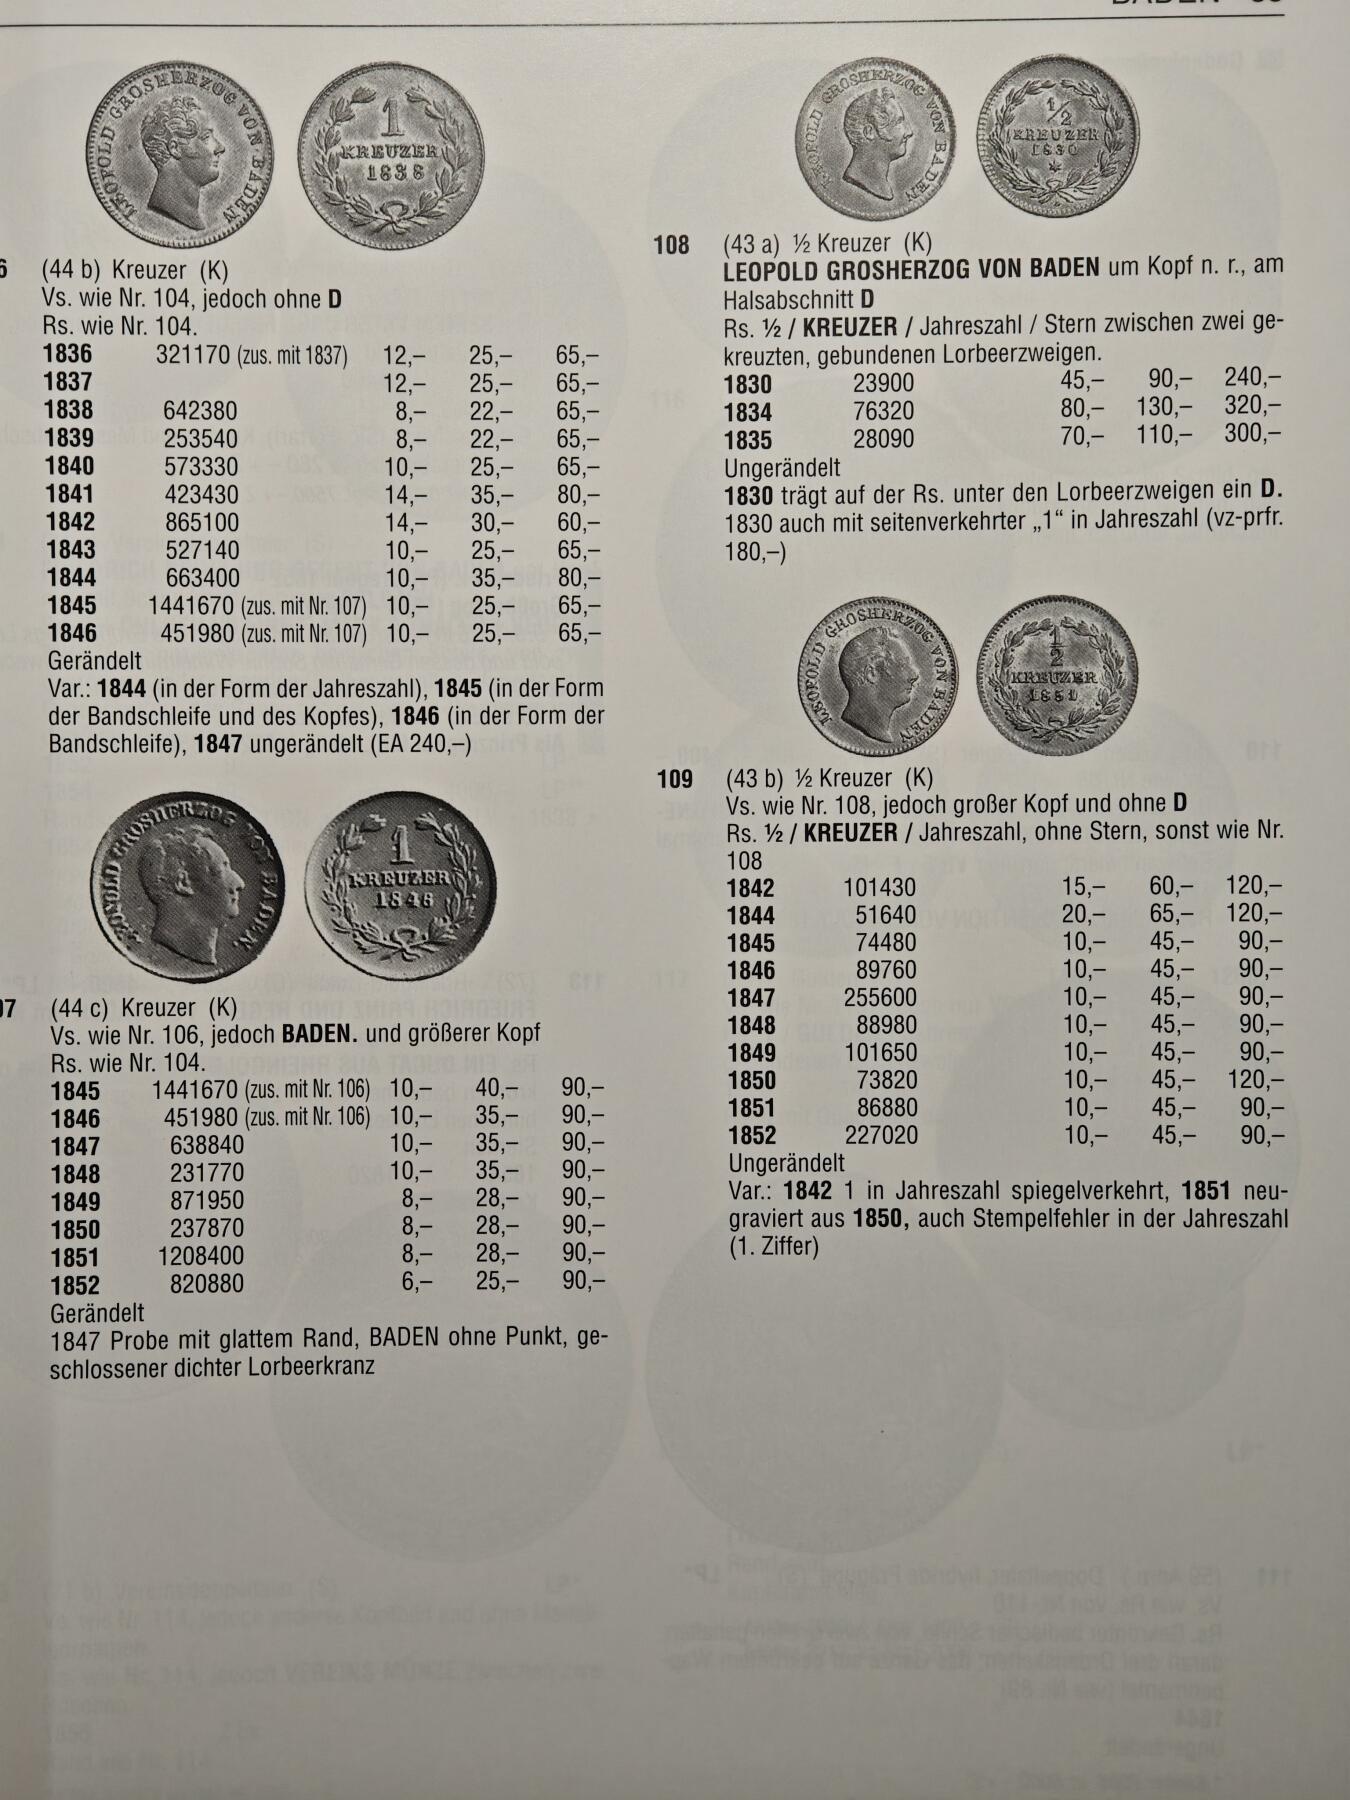 LEOPOLD GROSHERZOG VON BADEN
1
KREUZER
1838
6 (44 b) Kreuzer (K)
Vs. wie Nr. 104, jedoch ohne D
Rs. wie Nr. 104.
1836 321170 (zus. mit 1837) 12,– 25,– 65,–
1837 12,– 25,– 65,–
1838 642380 8,– 22,– 65,–
1839 253540 8,– 22,– 65,–
1840 573330 10,– 25,– 65,–
1841 423430 14,– 35,– 80,–
1842 865100 14,– 30,– 60,–
1843 527140 10,– 25,– 65,–
1844 663400 10,– 35,– 80,–
1845 1441670 (zus. mit Nr. 107) 10,– 25,– 65,–
1846 451980 (zus. mit Nr. 107) 10,– 25,– 65,–
Gerändelt
Var.: 1844 (in der Form der Jahreszahl), 1845 (in der Form
der Bandschleife und des Kopfes), 1846 (in der Form der
Bandschleife), 1847 ungerändelt (EA 240,–)
LEOPOLD GROSHERZOG VON BADEN.
1
KREUZER
1846
07 (44 c) Kreuzer (K)
Vs. wie Nr. 106, jedoch BADEN. und größerer Kopf
Rs. wie Nr. 104.
1845 1441670 (zus. mit Nr. 106) 10,– 40,– 90,–
1846 451980 (zus. mit Nr. 106) 10,– 35,– 90,–
1847 638840 10,– 35,– 90,–
1848 231770 10,– 35,– 90,–
1849 871950 8,– 28,– 90,–
1850 237870 8,– 28,– 90,–
1851 1208400 8,– 28,– 90,–
1852 820880 6,– 25,– 90,–
Gerändelt
1847 Probe mit glattem Rand, BADEN ohne Punkt, ge-
schlossener dichter Lorbeerkranz
LEOPOLD GROSHERZOG VON BADEN
1/2
KREUZER
1830
108 (43 a) ½ Kreuzer (K)
LEOPOLD GROSHERZOG VON BADEN um Kopf n. r., am
Halsabschnitt D
Rs. ½ / KREUZER / Jahreszahl / Stern zwischen zwei ge-
kreuzten, gebundenen Lorbeerzweigen.
1830 23900 45,– 90,– 240,–
1834 76320 80,– 130,– 320,–
1835 28090 70,– 110,– 300,–
Ungerändelt
1830 trägt auf der Rs. unter den Lorbeerzweigen ein D.
1830 auch mit seitenverkehrter „1“ in Jahreszahl (vz-prfr.
180,–)
LEOPOLD GROSHERZOG VON BADEN
1/2
KREUZER
1851
109 (43 b) ½ Kreuzer (K)
Vs. wie Nr. 108, jedoch großer Kopf und ohne D
Rs. ½ / KREUZER / Jahreszahl, ohne Stern, sonst wie Nr.
108
1842 101430 15,– 60,– 120,–
1844 51640 20,– 65,– 120,–
1845 74480 10,– 45,– 90,–
1846 89760 10,– 45,– 90,–
1847 255600 10,– 45,– 90,–
1848 88980 10,– 45,– 90,–
1849 101650 10,– 45,– 90,–
1850 73820 10,– 45,– 120,–
1851 86880 10,– 45,– 90,–
1852 227020 10,– 45,– 90,–
Ungerändelt
Var.: 1842 1 in Jahreszahl spiegelverkehrt, 1851 neu-
graviert aus 1850, auch Stempelfehler in der Jahreszahl
(1. Ziffer)